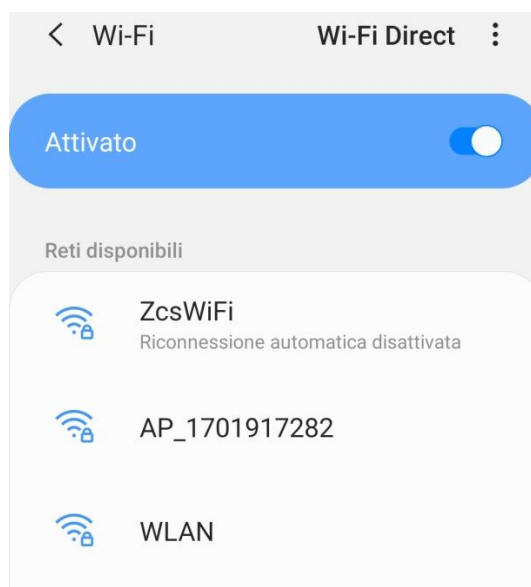 Wi-Fi Wi-Fi Direct
Attivato
Reti disponibili
ZcsWiFi
Riconnessione automatica disattivata
AP_1701917282
WLAN